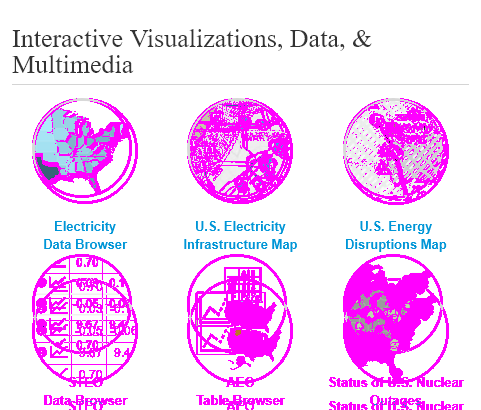 Interactive Visualizations, Data, &
Multimedia
Electricity
Data Browser
U.S. Electricity
Infrastructure Map
U.S. Energy
Disruptions Map
STEO
Data Browser
AEO
Table Browser
Status of U.S. Nuclear
Outages